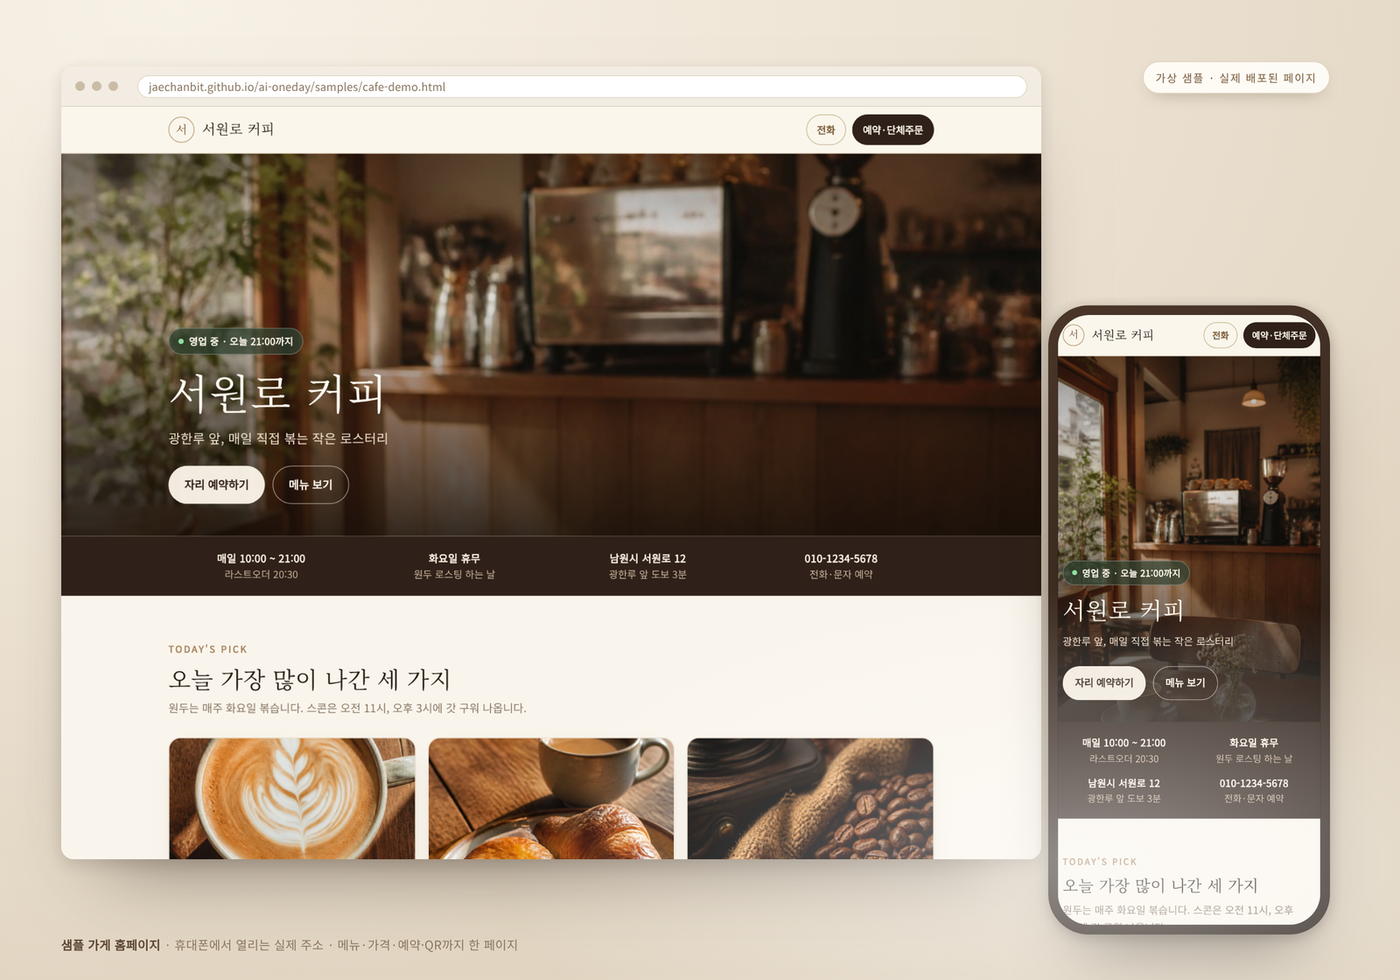 jaechanbit.github.io/ai-oneday/samples/cafe-demo.html
가상 샘플 · 실제 배포된 페이지
서 서원로 커피
전화
예약·단체주문
영업 중 · 오늘 21:00까지
서원로 커피
광한루 앞, 매일 직접 볶는 작은 로스터리
자리 예약하기
메뉴 보기
매일 10:00 ~ 21:00
라스트오더 20:30
화요일 휴무
원두 로스팅 하는 날
남원시 서원로 12
광한루 앞 도보 3분
010-1234-5678
전화·문자 예약
TODAY'S PICK
오늘 가장 많이 나간 세 가지
원두는 매주 화요일 볶습니다. 스콘은 오전 11시, 오후 3시에 갓 구워 나옵니다.
서 서원로 커피
전화
예약·단체주문
영업 중 · 오늘 21:00까지
서원로 커피
광한루 앞, 매일 직접 볶는 작은 로스터리
자리 예약하기
메뉴 보기
매일 10:00 ~ 21:00
라스트오더 20:30
화요일 휴무
원두 로스팅 하는 날
남원시 서원로 12
광한루 앞 도보 3분
010-1234-5678
전화·문자 예약
TODAY'S PICK
오늘 가장 많이 나간 세 가지
원두는 매주 화요일 볶습니다. 스콘은 오전 11시, 오후
샘플 가게 홈페이지 · 휴대폰에서 열리는 실제 주소 · 메뉴·가격·예약·QR까지 한 페이지